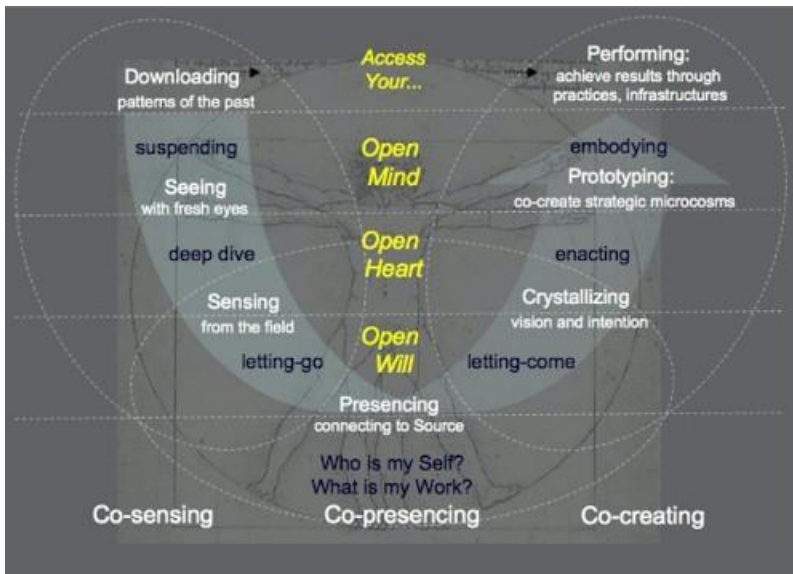 Downloading
patterns of the past
Access
Your...
Performing:
achieve results through
practices, infrastructures
suspending
Open
Mind
embodying
Seeing
with fresh eyes
Prototyping:
co-create strategic microcosms
deep dive
Open
Heart
enacting
Sensing
from the field
Crystallizing
vision and intention
letting-go
Open
Will
letting-come
Presencing
connecting to Source
Who is my Self?
What is my Work?
Co-sensing
Co-presencing
Co-creating